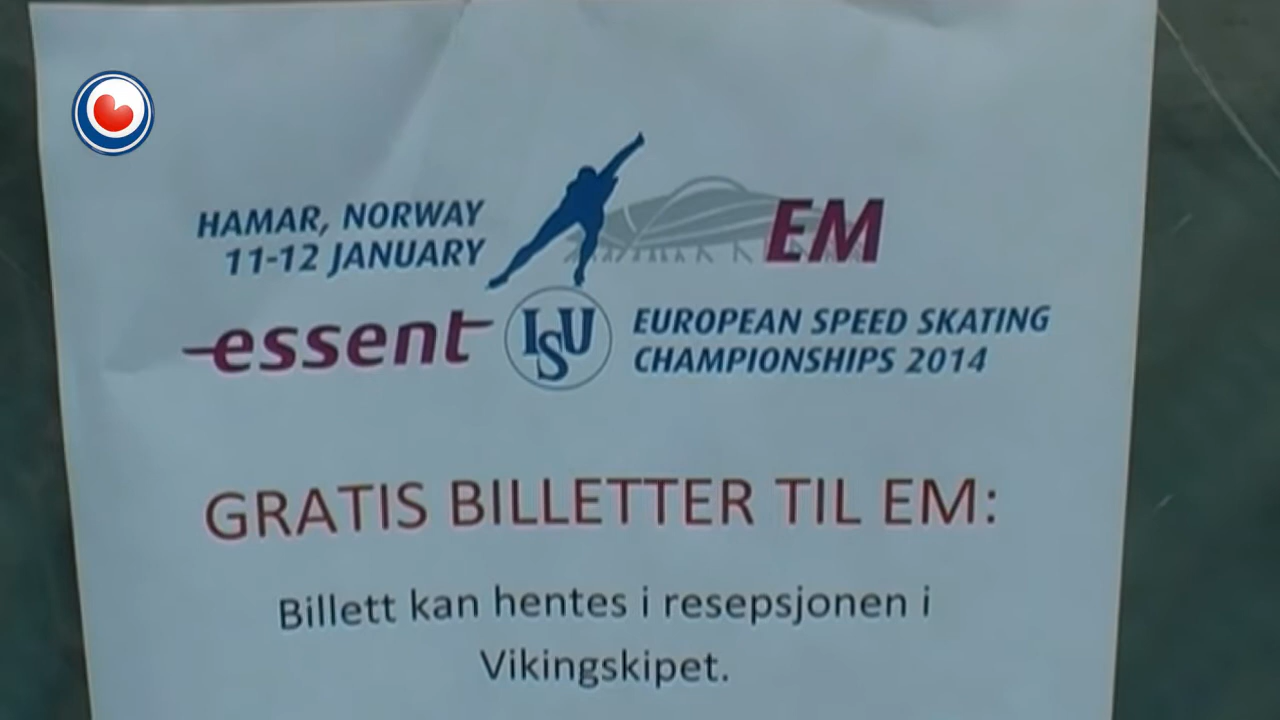 HAMAR, NORWAY
11-12 JANUARY
EM
essent
ISU
EUROPEAN SPEED SKATING
CHAMPIONSHIPS 2014
GRATIS BILLETTER TIL EM:
Billett kan hentes i resepsjonen i
Vikingskipet.